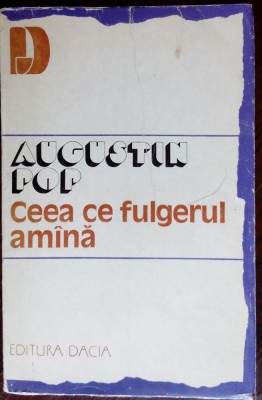 AUGUSTIN
POP
Ceea ce fulgerul
amînă
EDITURA DACIA